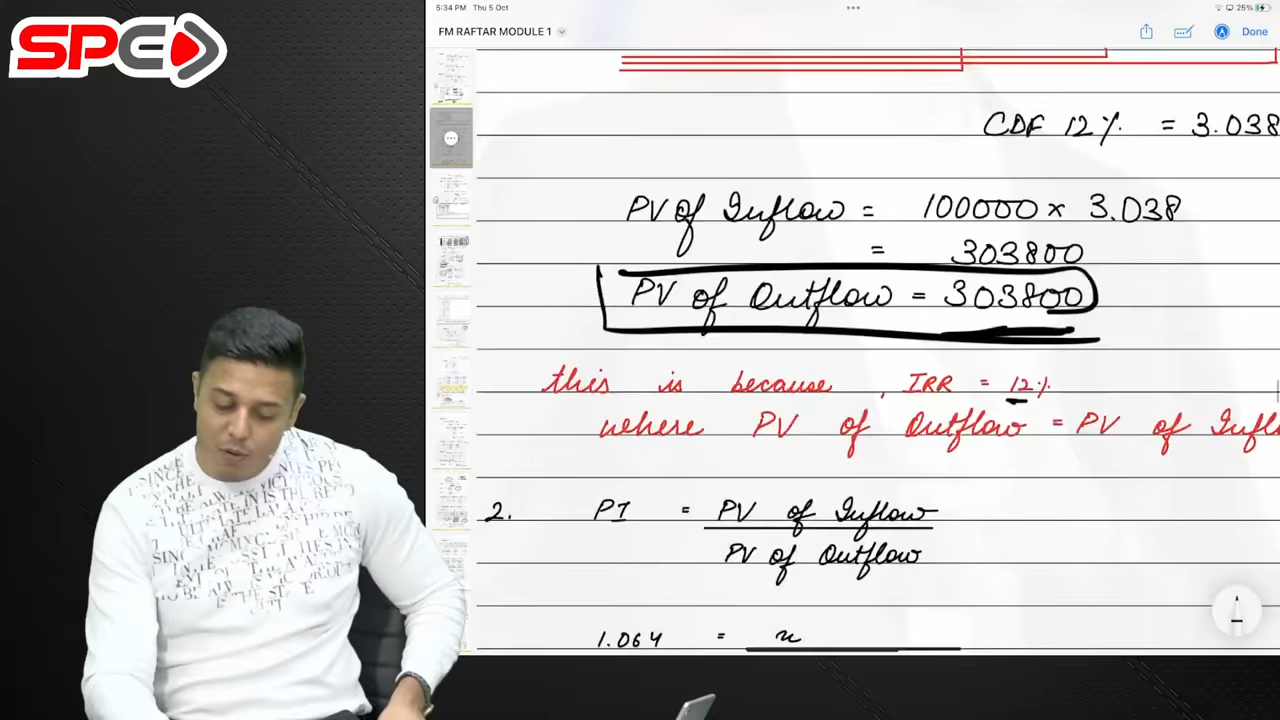 SPED
5:34 PM Thu 5 Oct
25%
FM RAFTAR MODULE 1
Done
CDF 12% = 3.038
PV of Inflow = 100000 × 3.038
= 303800
PV of Outflow = 303800
this is because, IRR = 12%
where PV of Outflow = PV of Infl
2. PI = PV of Inflow
PV of Outflow
1.064 = x